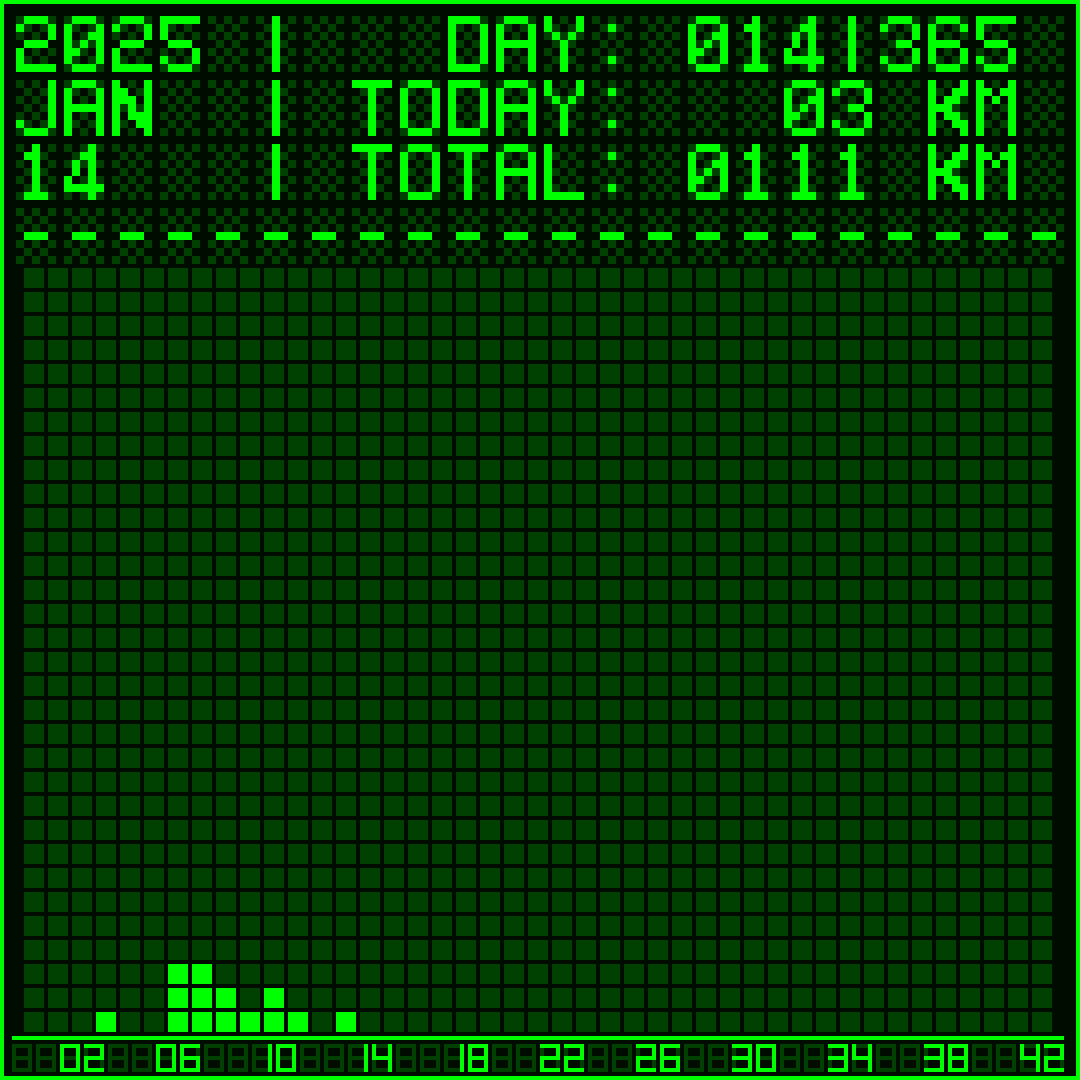 2025 | DAY: 014|365
JAN | TODAY: 03 KM
14 | TOTAL: 0111 KM
- - - - - - - - - - - - - - - - - - - - - -
02 06 10 14 18 22 26 30 34 38 42